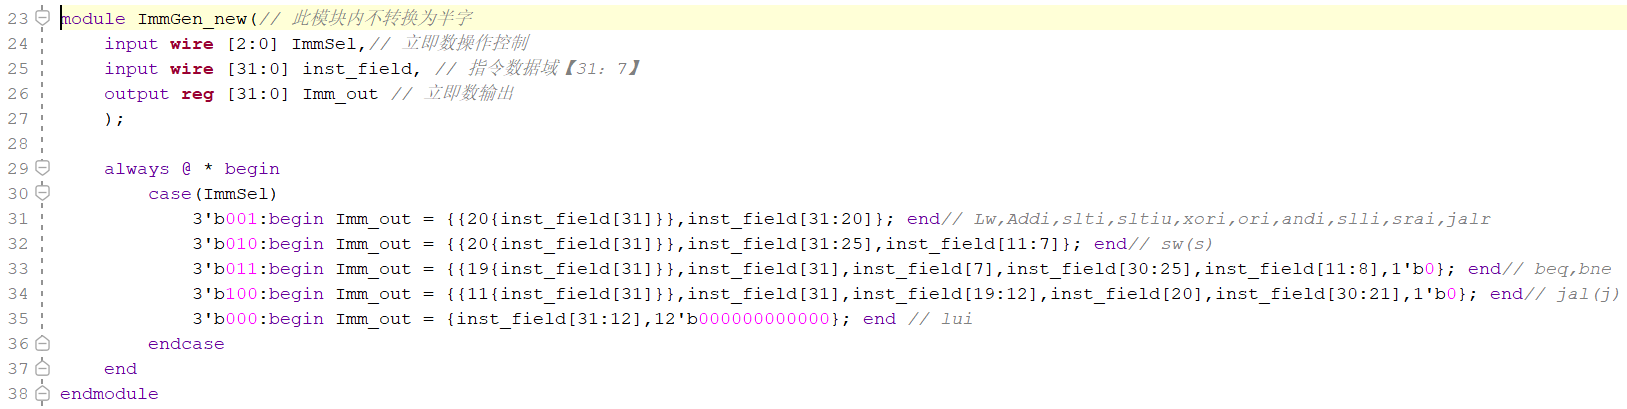 23 module ImmGen_new(// 此模块内不转换为半字
24 input wire [2:0] ImmSel,// 立即数操作控制
25 input wire [31:0] inst_field, // 指令数据域【31：7】
26 output reg [31:0] Imm_out // 立即数输出
27 );
28
29 always @ * begin
30 case(ImmSel)
31 3'b001:begin Imm_out = {{20{inst_field[31]}},inst_field[31:20]}; end// Lw,Addi,slti,sltiu,xori,ori,andi,slli,srai,jalr
32 3'b010:begin Imm_out = {{20{inst_field[31]}},inst_field[31:25],inst_field[11:7]}; end// sw(s)
33 3'b011:begin Imm_out = {{19{inst_field[31]}},inst_field[31],inst_field[7],inst_field[30:25],inst_field[11:8],1'b0}; end// beq,bne
34 3'b100:begin Imm_out = {{11{inst_field[31]}},inst_field[31],inst_field[19:12],inst_field[20],inst_field[30:21],1'b0}; end// jal(j)
35 3'b000:begin Imm_out = {inst_field[31:12],12'b000000000000}; end // lui
36 endcase
37 end
38 endmodule